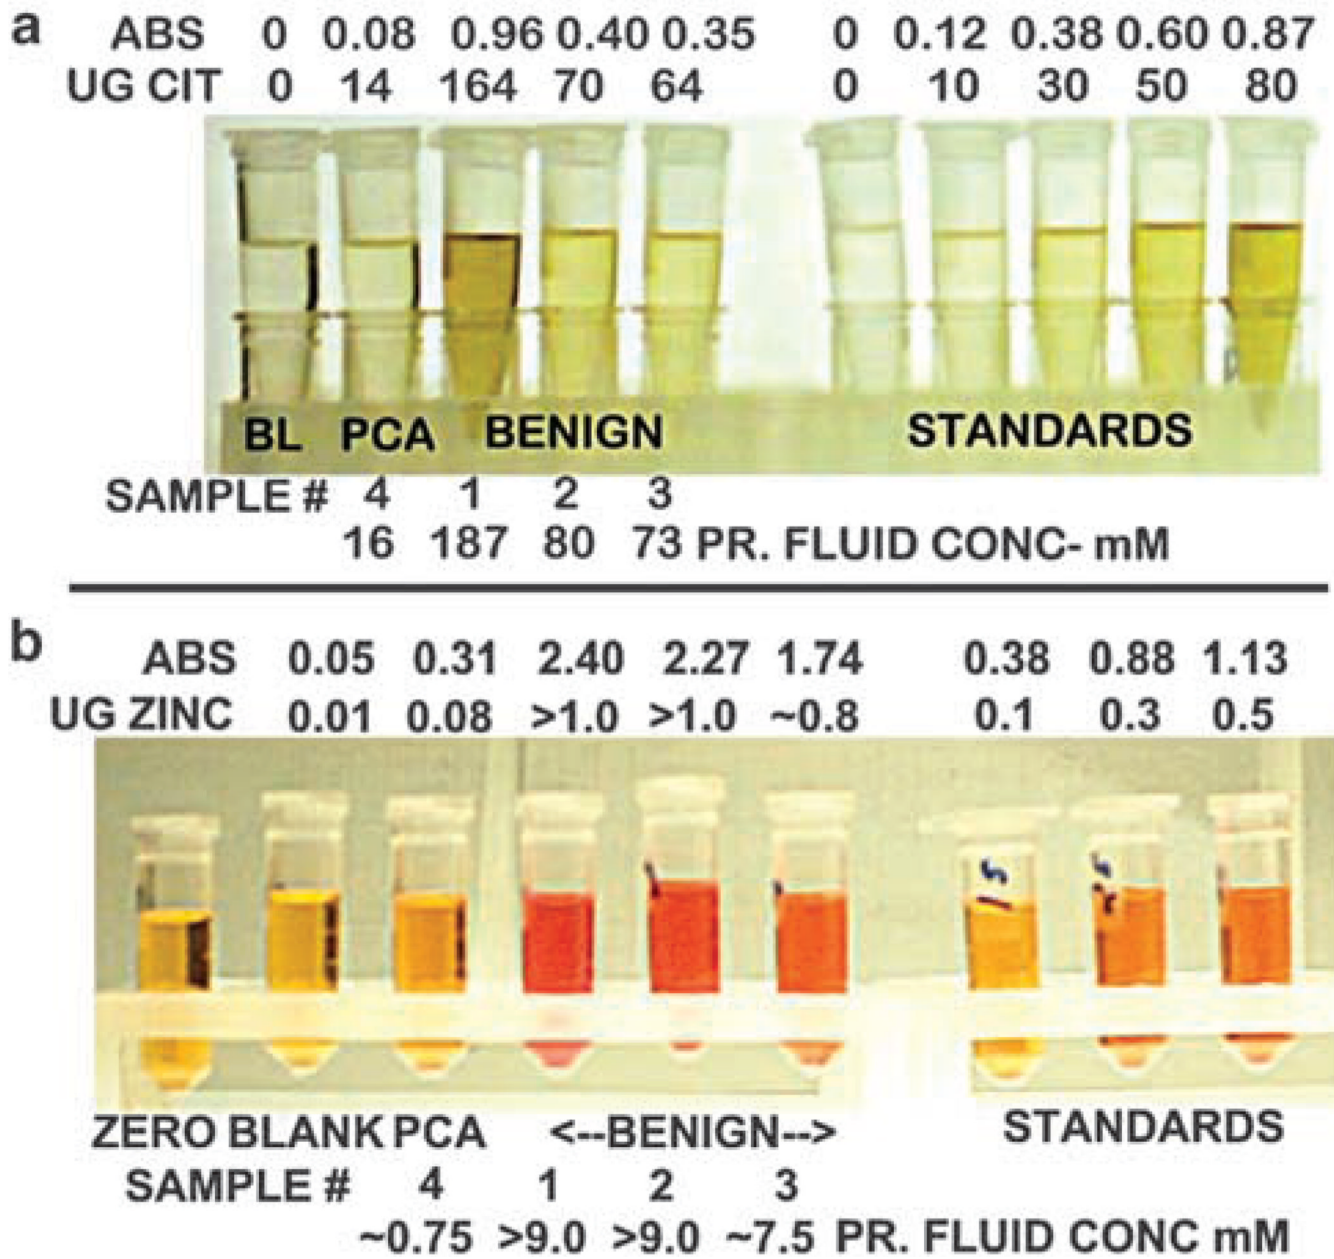 a
ABS 0 0.08 0.96 0.40 0.35 0 0.12 0.38 0.60 0.87
UG CIT 0 14 164 70 64 0 10 30 50 80
BL PCA BENIGN STANDARDS
SAMPLE # 4 1 2 3
16 187 80 73 PR. FLUID CONC- mM
b
ABS 0.05 0.31 2.40 2.27 1.74 0.38 0.88 1.13
UG ZINC 0.01 0.08 >1.0 >1.0 ~0.8 0.1 0.3 0.5
ZERO BLANK PCA <--BENIGN--> STANDARDS
SAMPLE # 4 1 2 3
~0.75 >9.0 >9.0 ~7.5 PR. FLUID CONC mM